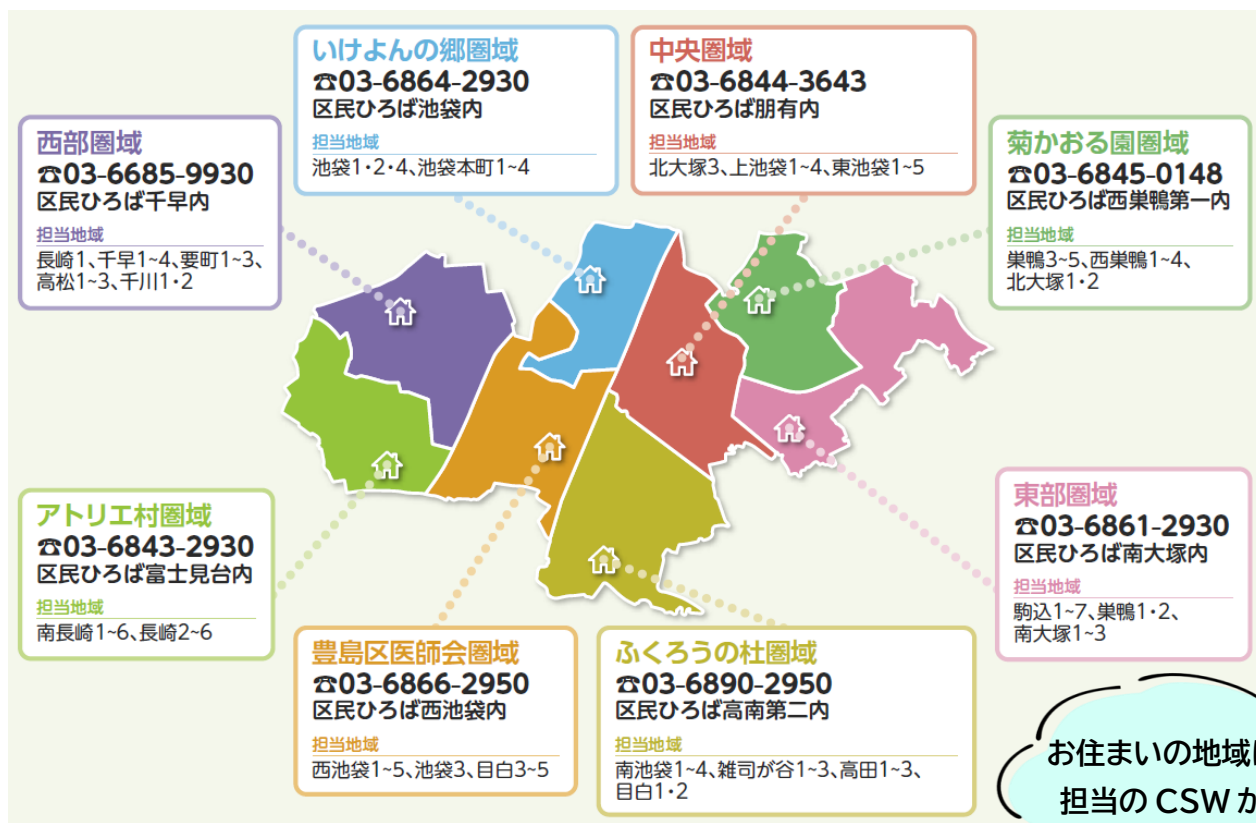 いけよんの郷圏域
☎03-6864-2930
区民ひろば池袋内
担当地域
池袋1・2・4、池袋本町1~4
中央圏域
☎03-6844-3643
区民ひろば朋有内
担当地域
北大塚3、上池袋1~4、東池袋1~5
西部圏域
☎03-6685-9930
区民ひろば千早内
担当地域
長崎1、千早1~4、要町1~3、
高松1~3、千川1・2
菊かおる園圏域
☎03-6845-0148
区民ひろば西巣鴨第一内
担当地域
巣鴨3~5、西巣鴨1~4、
北大塚1・2
アトリエ村圏域
☎03-6843-2930
区民ひろば富士見台内
担当地域
南長崎1~6、長崎2~6
東部圏域
☎03-6861-2930
区民ひろば南大塚内
担当地域
駒込1~7、巣鴨1・2、
南大塚1~3
豊島区医師会圏域
☎03-6866-2950
区民ひろば西池袋内
担当地域
西池袋1~5、池袋3、目白3~5
ふくろうの杜圏域
☎03-6890-2950
区民ひろば高南第二内
担当地域
南池袋1~4、雑司が谷1~3、高田1~3、
目白1・2
お住まいの地域に
担当の CSW が